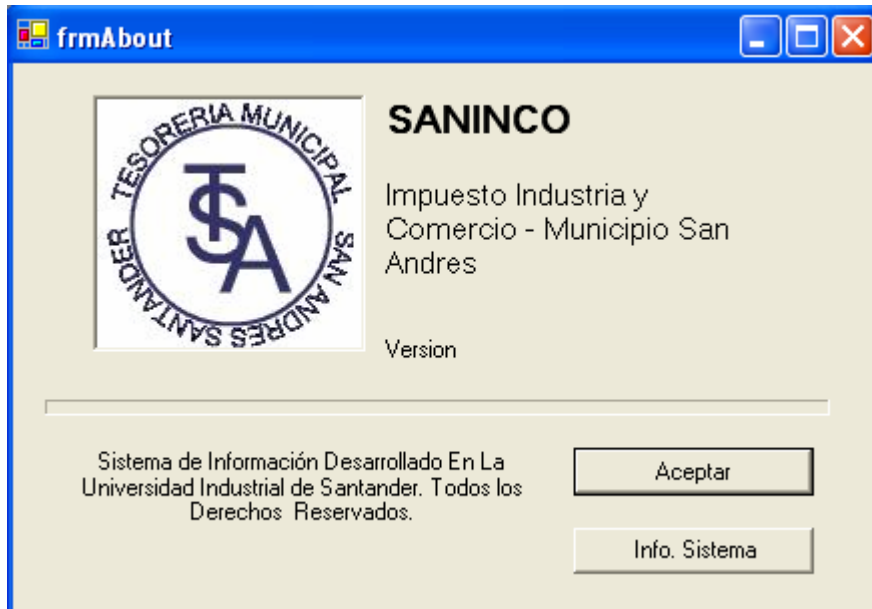 frmAbout
TESORERIA MUNICIPAL
SAN ANDRES SANTANDER
TSA
SANINCO
Impuesto Industria y
Comercio - Municipio San
Andres
Version
Sistema de Información Desarrollado En La
Universidad Industrial de Santander. Todos los
Derechos  Reservados.
Aceptar
Info. Sistema